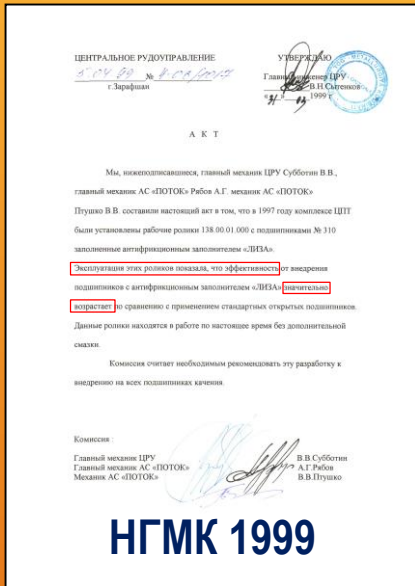 ЦЕНТРАЛЬНОЕ РУДОУПРАВЛЕНИЕ
УТВЕРЖДАЮ
№
Главный инженер ЦРУ
г.Зарафшан
В.Н.Сытенков
1999 г
А К Т
Мы, нижеподписавшиеся, главный механик ЦРУ Субботин В.В.,
главный механик АС «ПОТОК» Рябов А.Г. механик АС «ПОТОК»
Птушко В.В. составили настоящий акт в том, что в 1997 году комплексе ЦПТ
были установлены рабочие ролики 138.00.01.000 с подшипниками № 310
заполненные антифрикционным заполнителем «ЛИЗА».
Эксплуатация этих роликов показала, что эффективность от внедрения
подшипников с антифрикционным заполнителем «ЛИЗА» значительно
возрастает по сравнению с применением стандартных открытых подшипников.
Данные ролики находятся в работе по настоящее время без дополнительной
смазки.
Комиссия считает необходимым рекомендовать эту разработку к
внедрению на всех подшипниках качения.
Комиссия :
Главный механик ЦРУ В.В.Субботин
Главный механик АС «ПОТОК» А.Г.Рябов
Механик АС «ПОТОК» В.В.Птушко
НГМК 1999